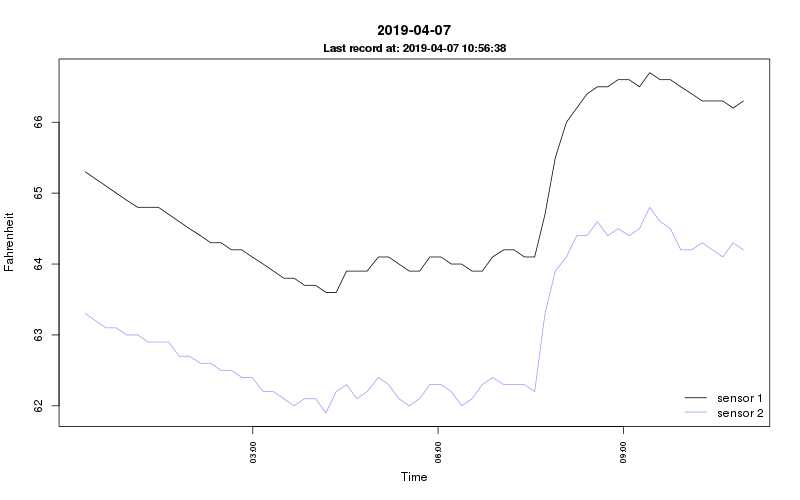 2019-04-07
Last record at: 2019-04-07 10:56:38
Fahrenheit
66
65
64
63
62
sensor 1
sensor 2
03:00
06:00
09:00
Time